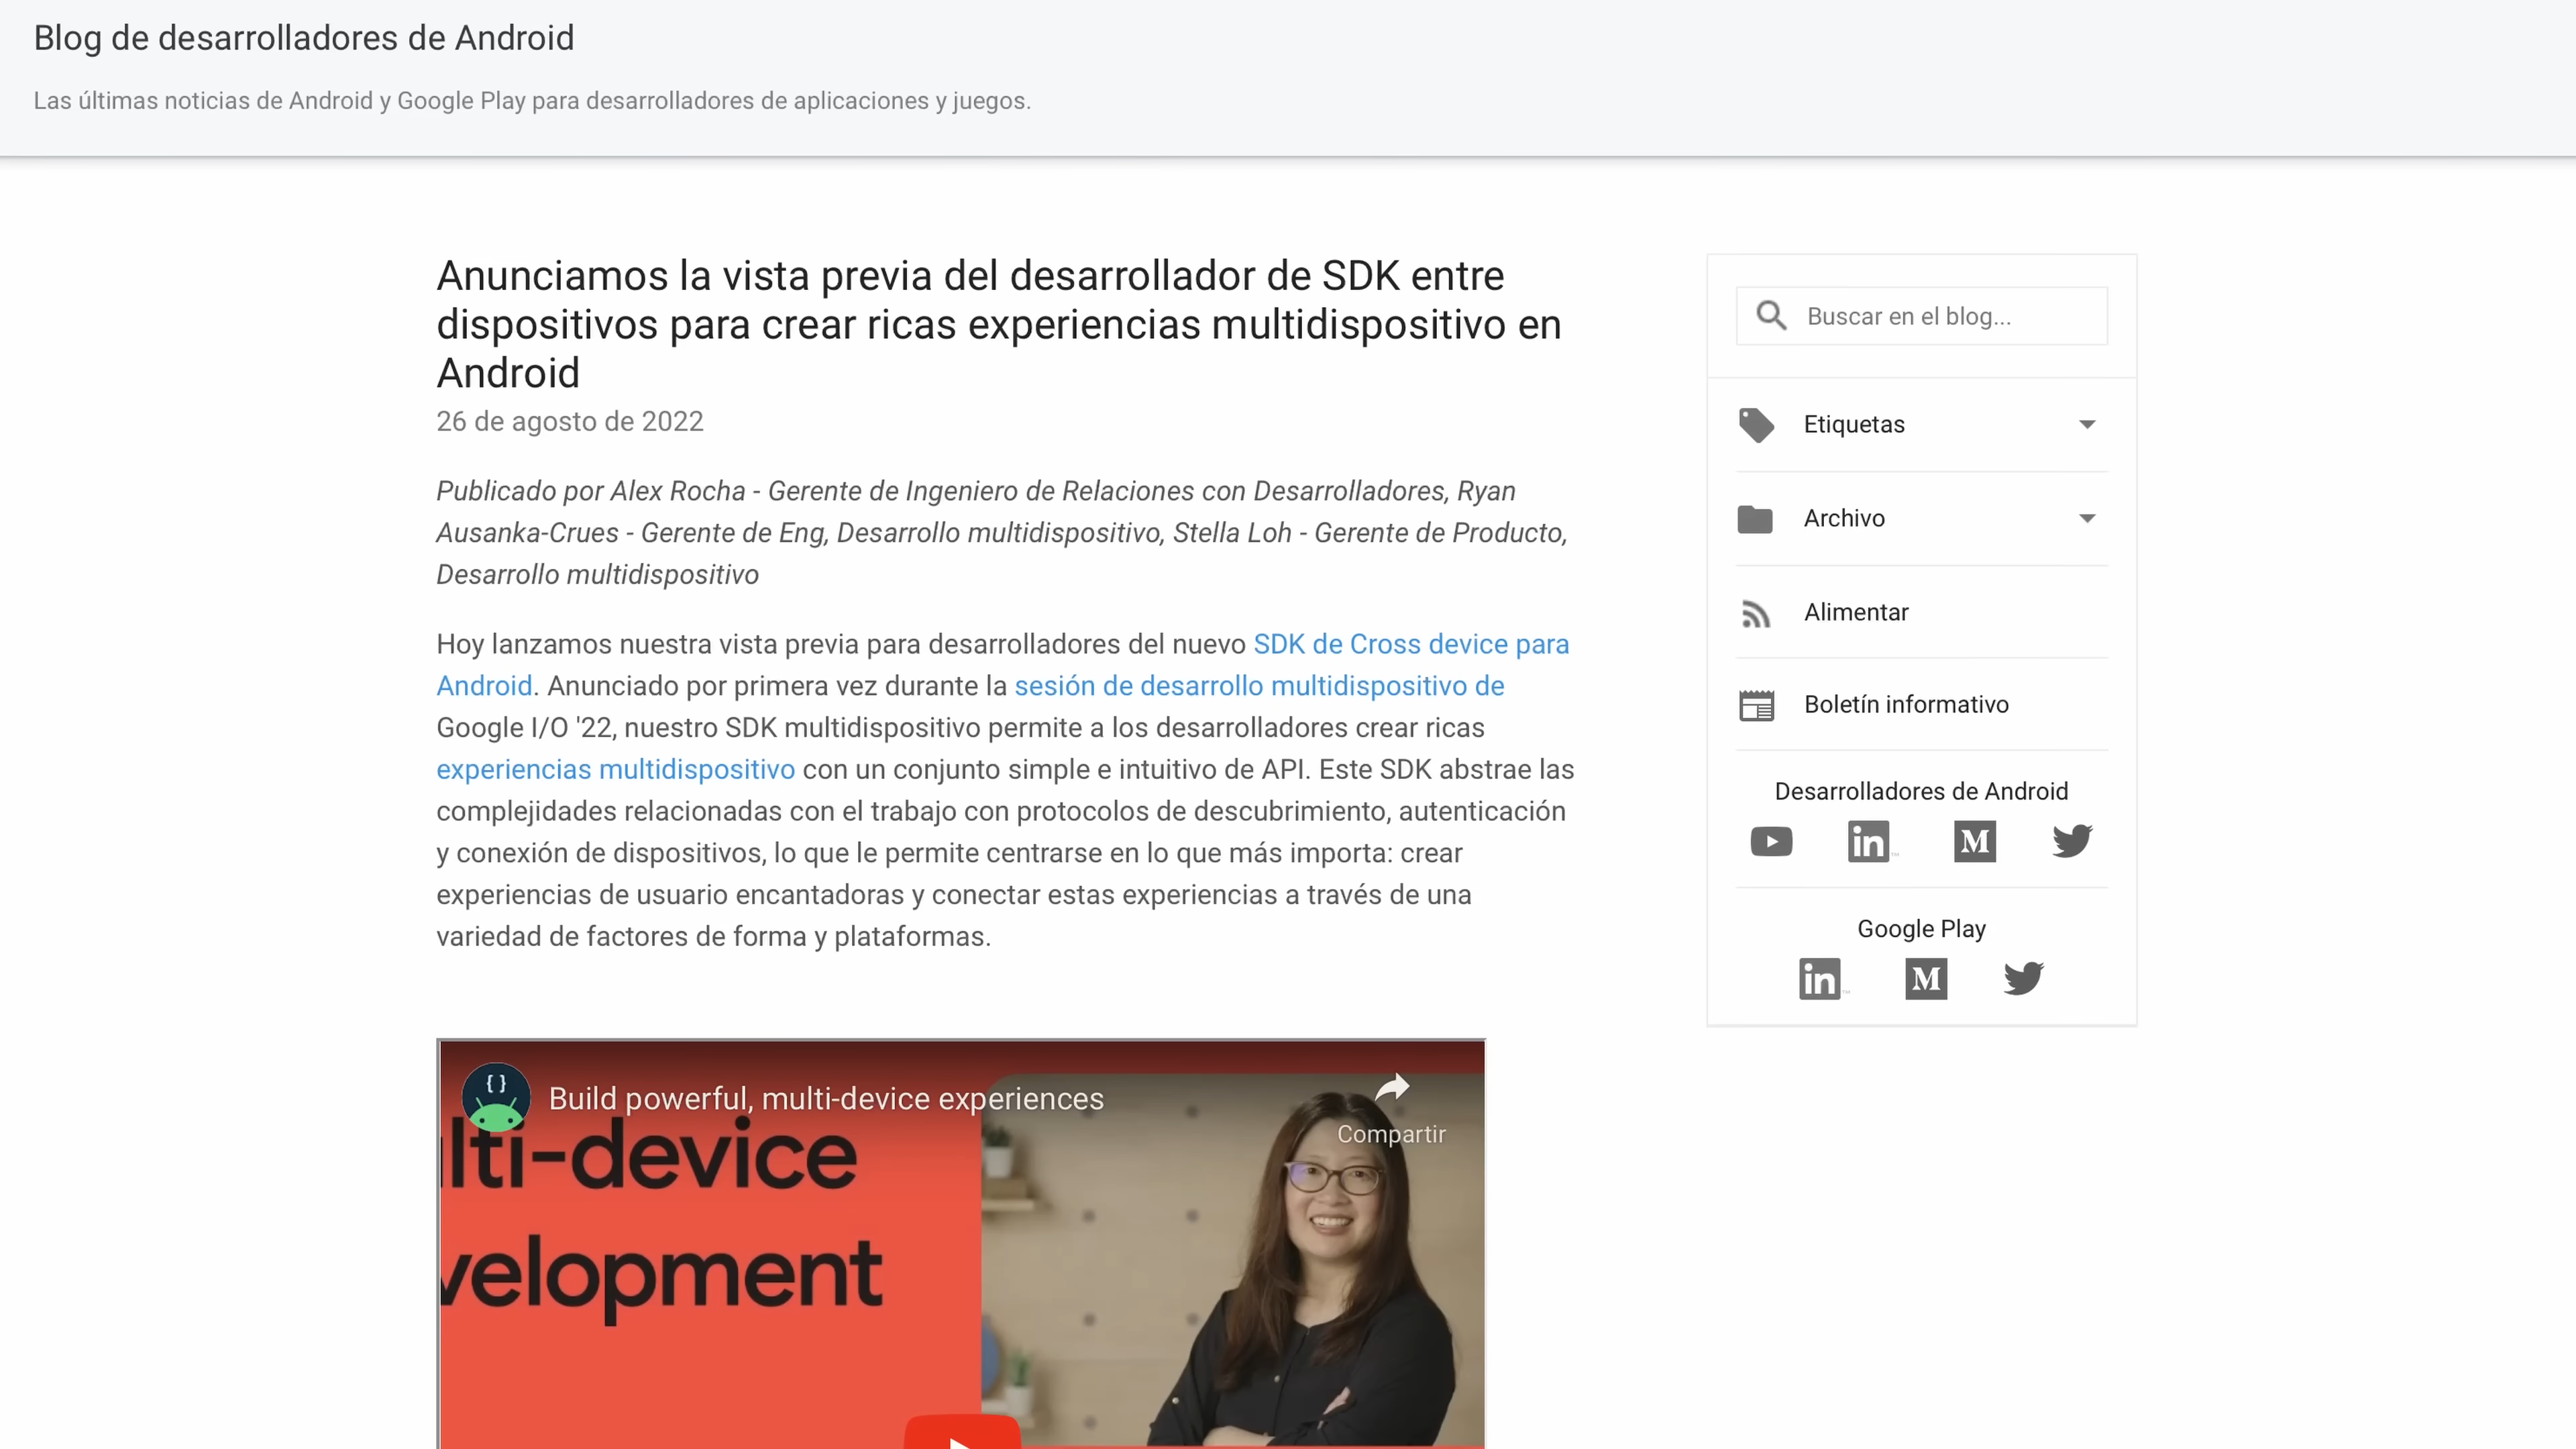 Blog de desarrolladores de Android
Las últimas noticias de Android y Google Play para desarrolladores de aplicaciones y juegos.
Anunciamos la vista previa del desarrollador de SDK entre
dispositivos para crear ricas experiencias multidispositivo en
Android
26 de agosto de 2022
Publicado por Alex Rocha - Gerente de Ingeniero de Relaciones con Desarrolladores, Ryan
Ausanka-Crues - Gerente de Eng, Desarrollo multidispositivo, Stella Loh - Gerente de Producto,
Desarrollo multidispositivo
Hoy lanzamos nuestra vista previa para desarrolladores del nuevo SDK de Cross device para
Android. Anunciado por primera vez durante la sesión de desarrollo multidispositivo de
Google I/O '22, nuestro SDK multidispositivo permite a los desarrolladores crear ricas
experiencias multidispositivo con un conjunto simple e intuitivo de API. Este SDK abstrae las
complejidades relacionadas con el trabajo con protocolos de descubrimiento, autenticación
y conexión de dispositivos, lo que le permite centrarse en lo que más importa: crear
experiencias de usuario encantadoras y conectar estas experiencias a través de una
variedad de factores de forma y plataformas.
Build powerful, multi-device experiences
Compartir
lti-device
velopment
Buscar en el blog...
Etiquetas
Archivo
Alimentar
Boletín informativo
Desarrolladores de Android
in M
Google Play
in M